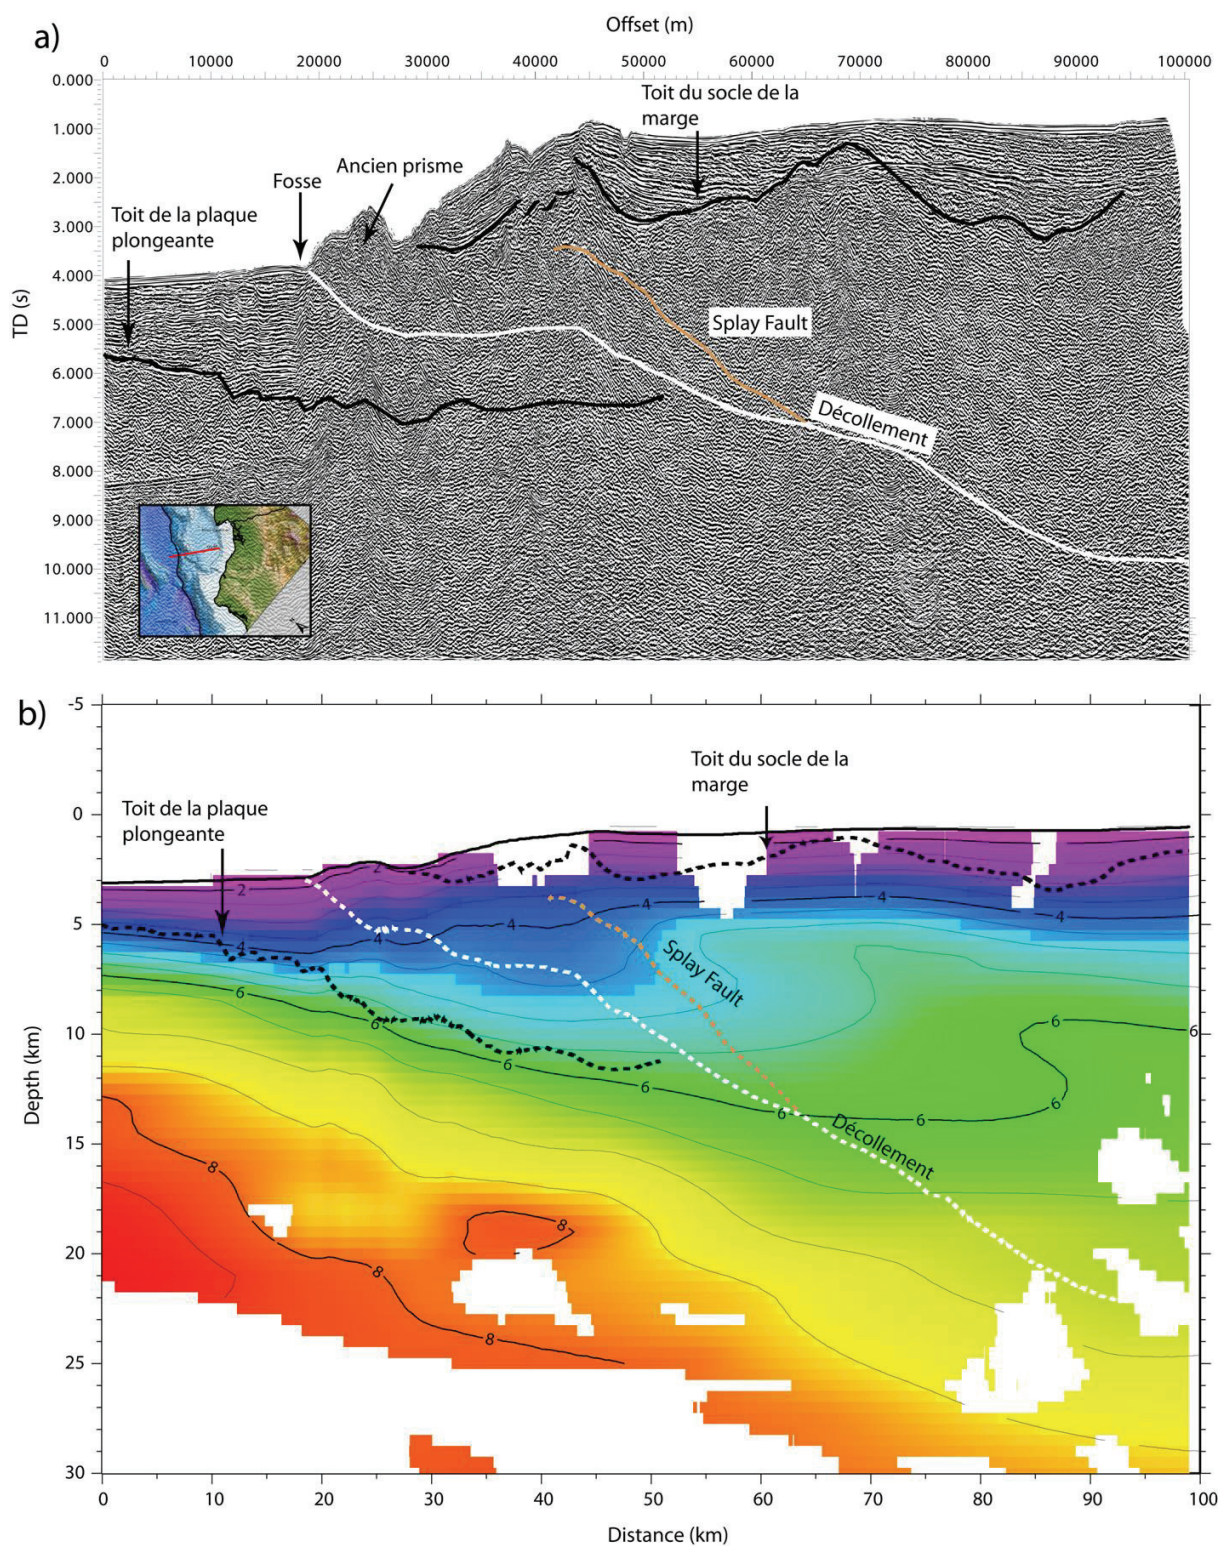 a)
Offset (m)
0 10000 20000 30000 40000 50000 60000 70000 80000 90000 100000
0.000
1.000
2.000
3.000
4.000
5.000
6.000
7.000
8.000
9.000
10.000
11.000
TD (s)
Toit du socle de la
marge
Ancien prisme
Fosse
Toit de la plaque
plongeante
Splay Fault
Décollement
b)
-5
0
5
10
15
20
25
30
Depth (km)
Toit du socle de la
marge
Toit de la plaque
plongeante
2
2
4
4
4
4
4
6
6
6
6
6
6
6
6
6
8
8
8
8
Splay Fault
Décollement
0 10 20 30 40 50 60 70 80 90 100
Distance (km)